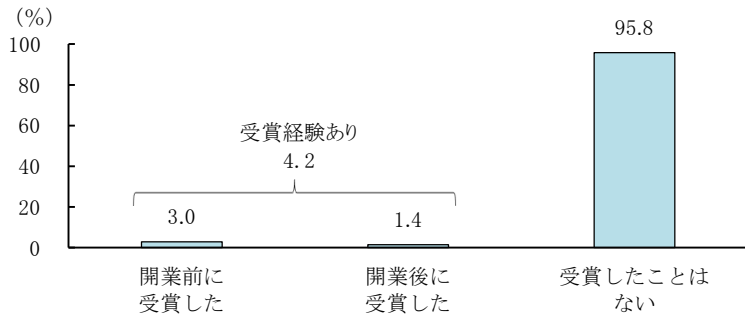 (%)
100
80
60
40
20
0
95.8
受賞経験あり
4.2
3.0
1.4
開業前に
受賞した
開業後に
受賞した
受賞したことは
ない